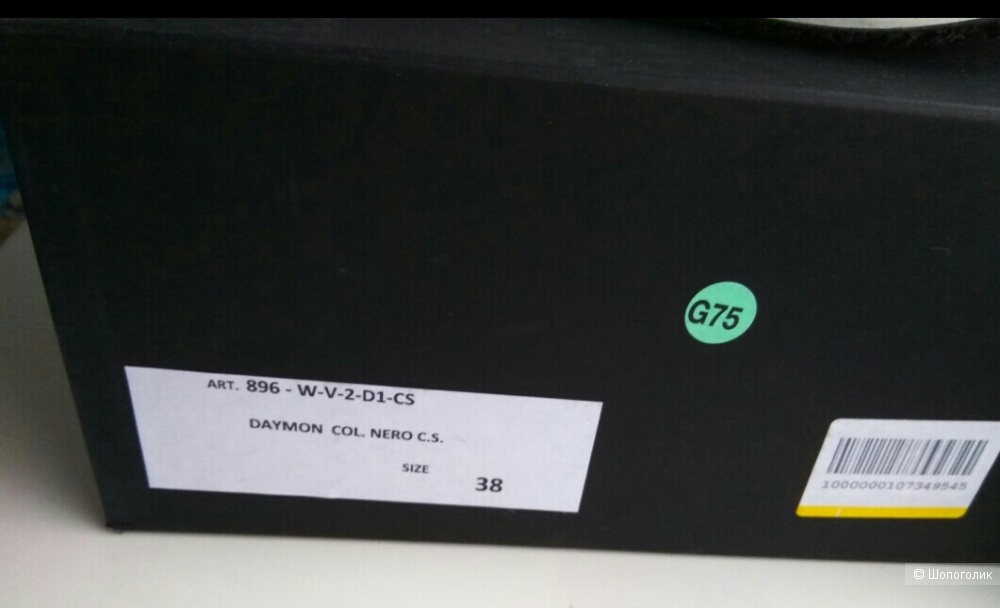 G75
ART. 896 - W-V-2-D1-CS
DAYMON COL. NERO C.S.
SIZE
38
1000000107349545
© Шопоголик